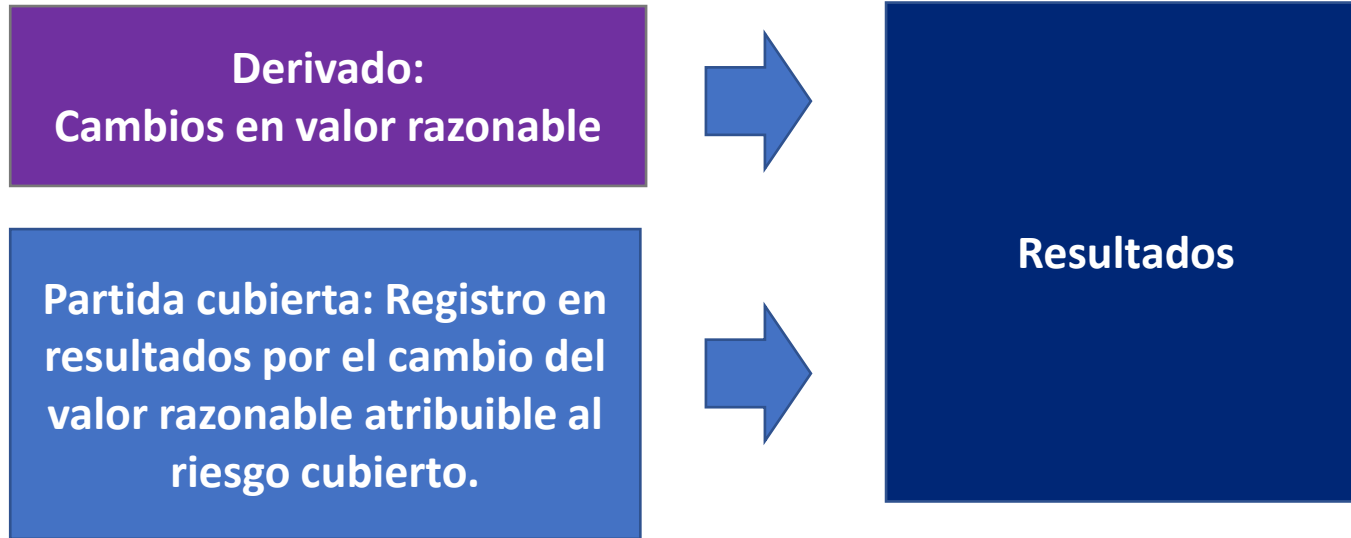 Derivado:
Cambios en valor razonable
Partida cubierta: Registro en
resultados por el cambio del
valor razonable atribuible al
riesgo cubierto.
Resultados